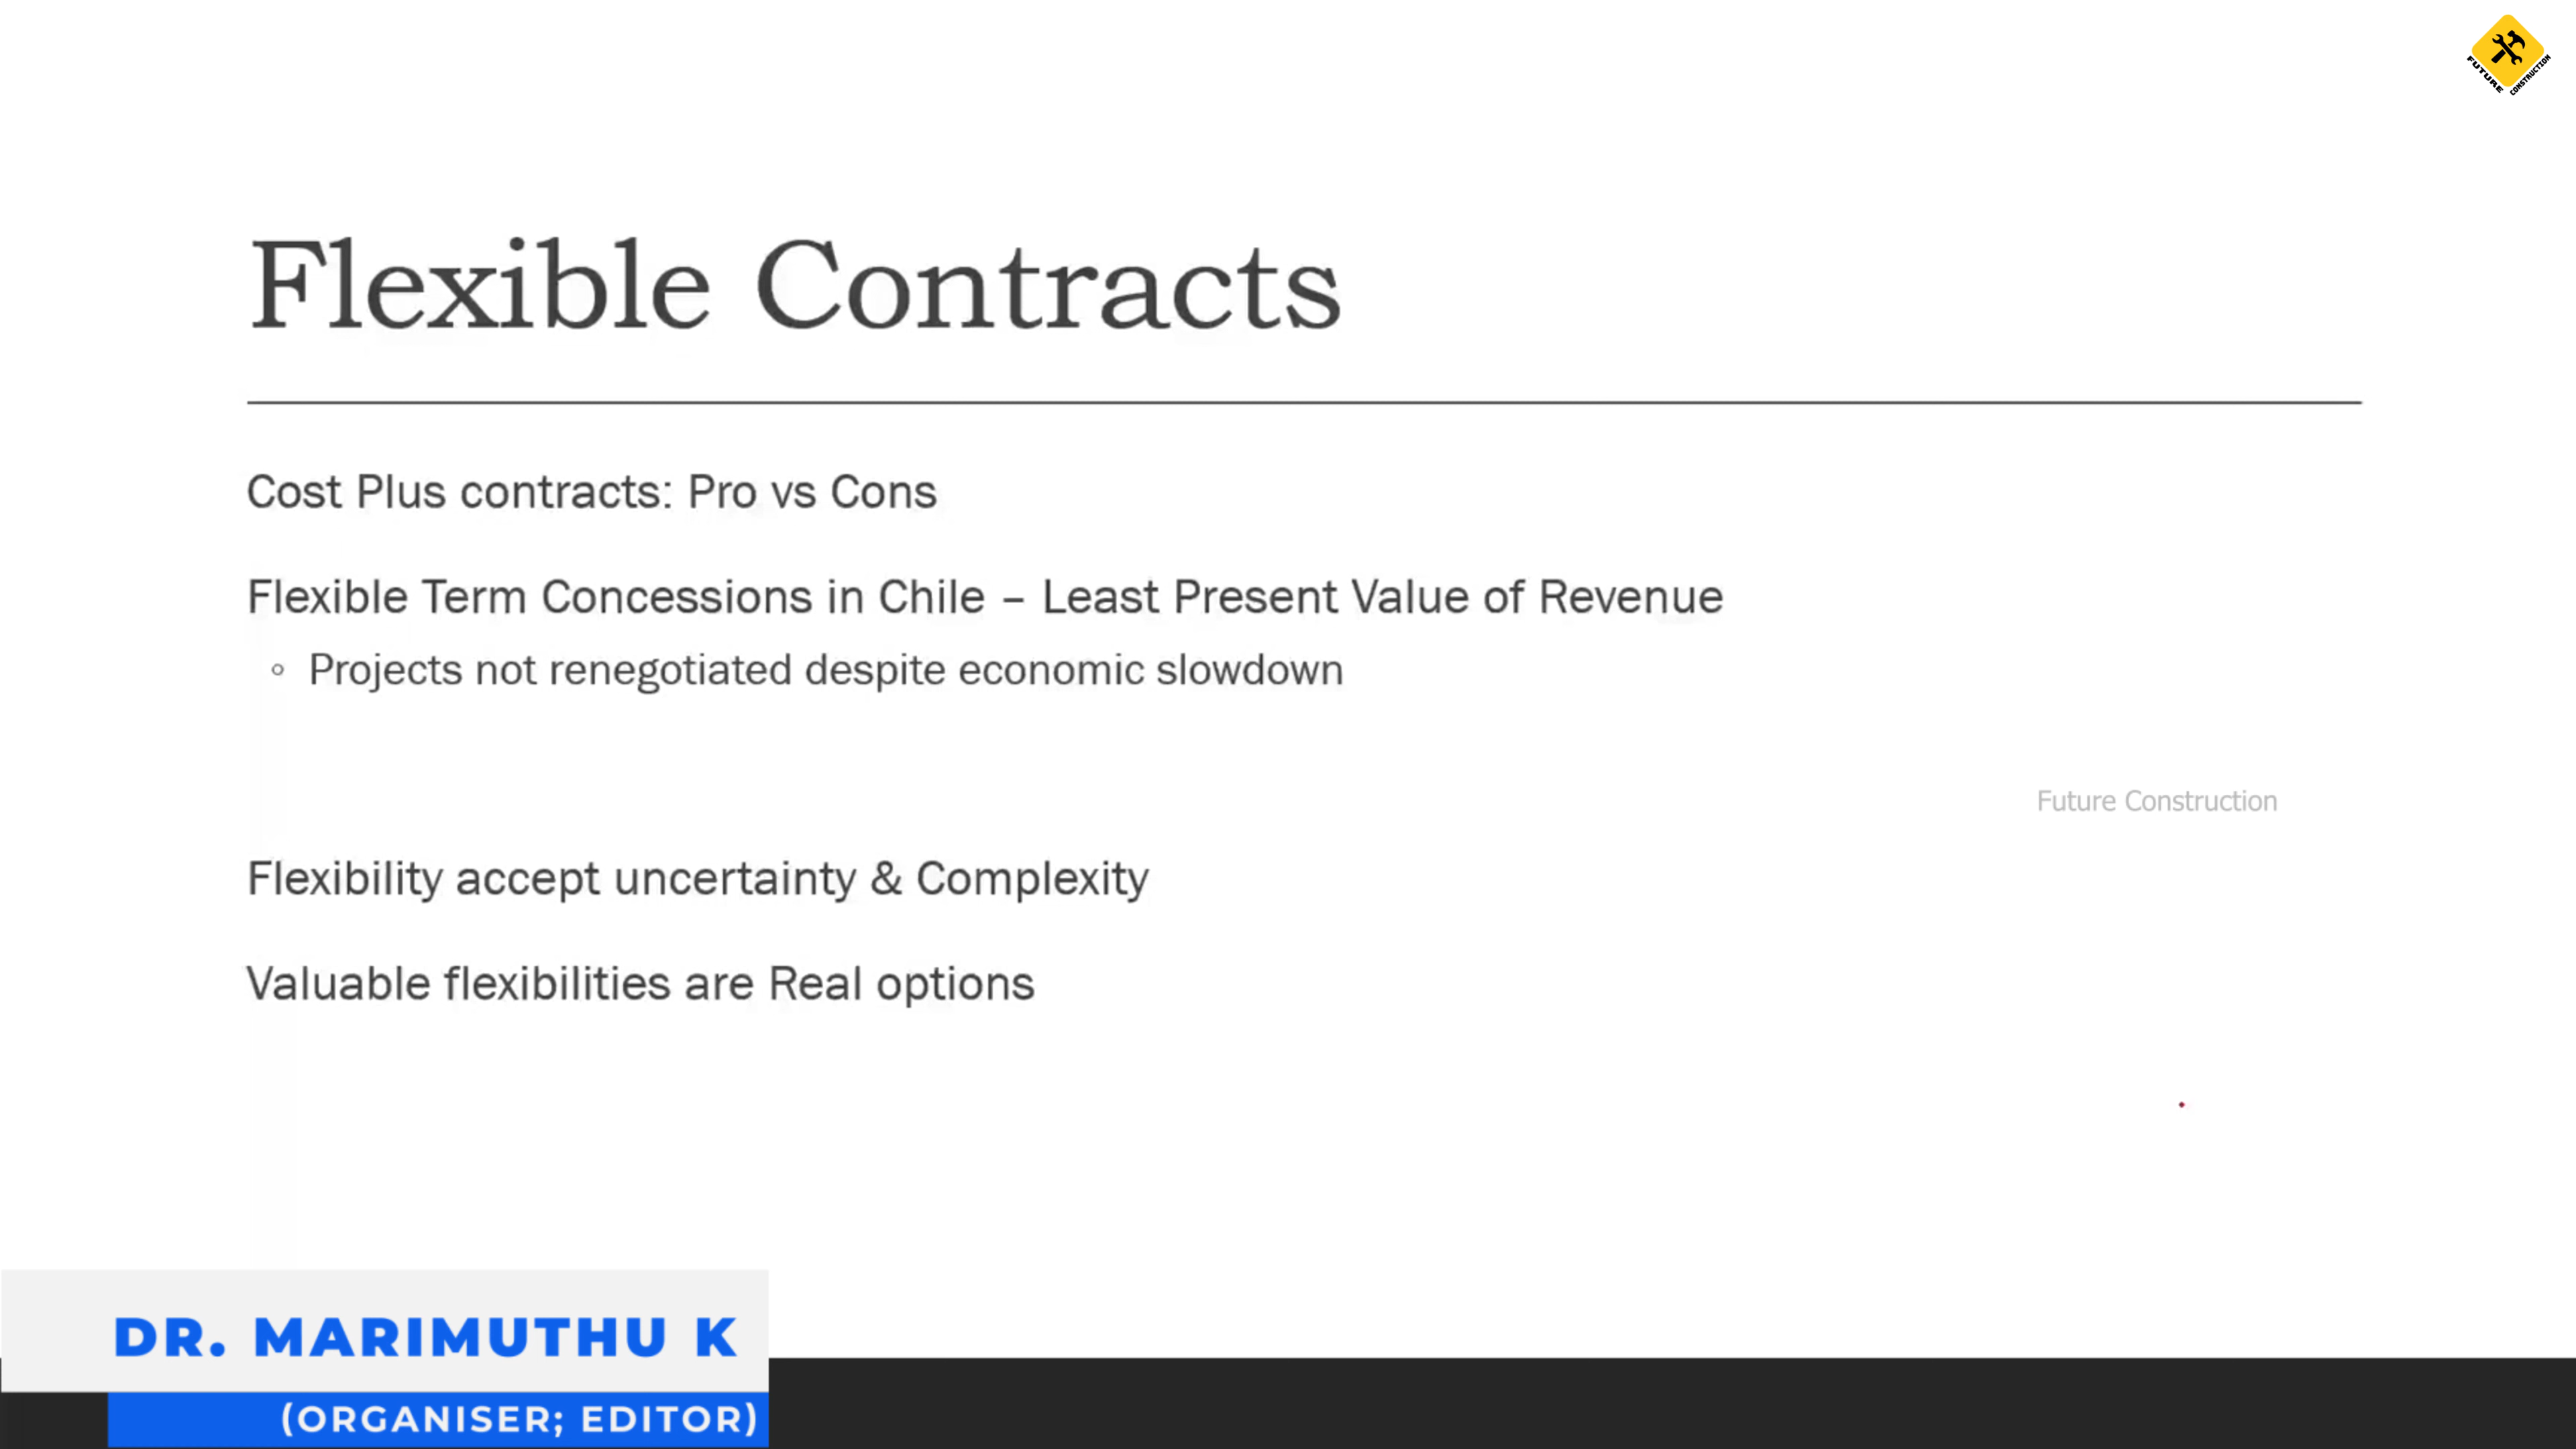 FUTURE CONSTRUCTION
Flexible Contracts
Cost Plus contracts: Pro vs Cons
Flexible Term Concessions in Chile – Least Present Value of Revenue
Projects not renegotiated despite economic slowdown
Future Construction
Flexibility accept uncertainty & Complexity
Valuable flexibilities are Real options
DR. MARIMUTHU K
(ORGANISER; EDITOR)